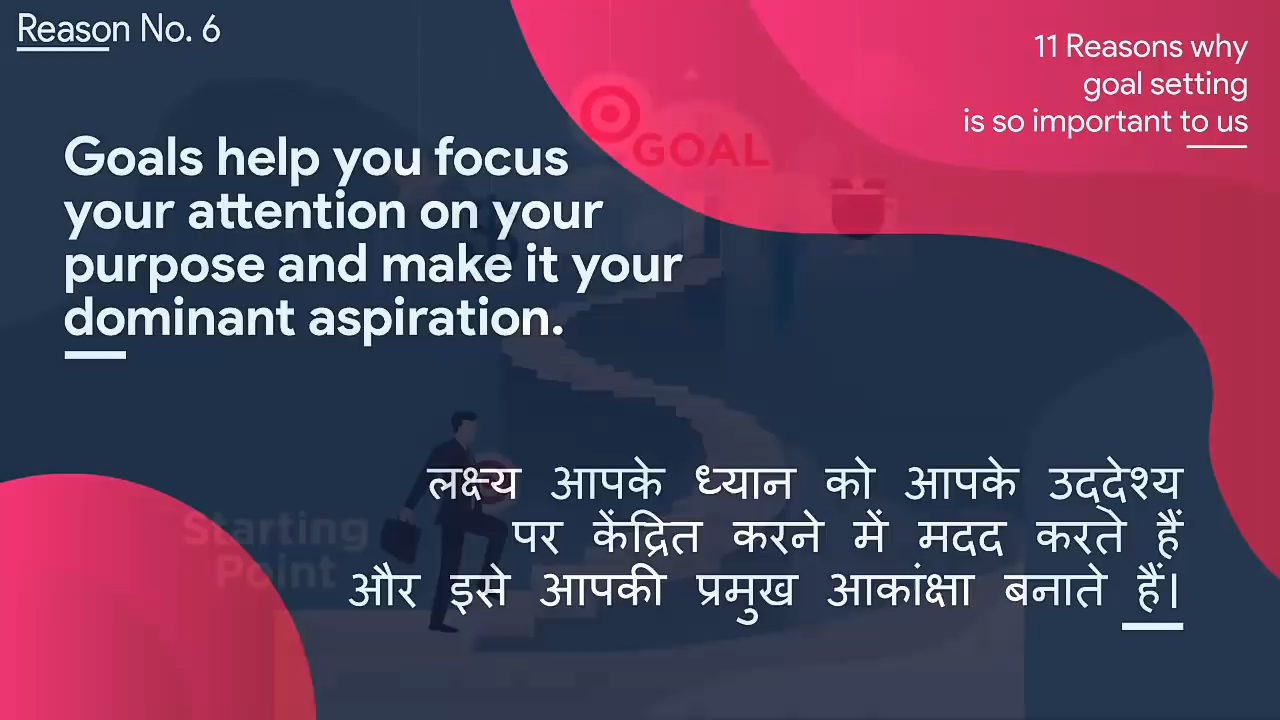 Reason No. 6
11 Reasons why
goal setting
is so important to us
GOAL
Goals help you focus
your attention on your
purpose and make it your
dominant aspiration.
लक्ष्य आपके ध्यान को आपके उद्देश्य
पर केंद्रित करने में मदद करते हैं
और इसे आपकी प्रमुख आकांक्षा बनाते हैं।
Starting
Point